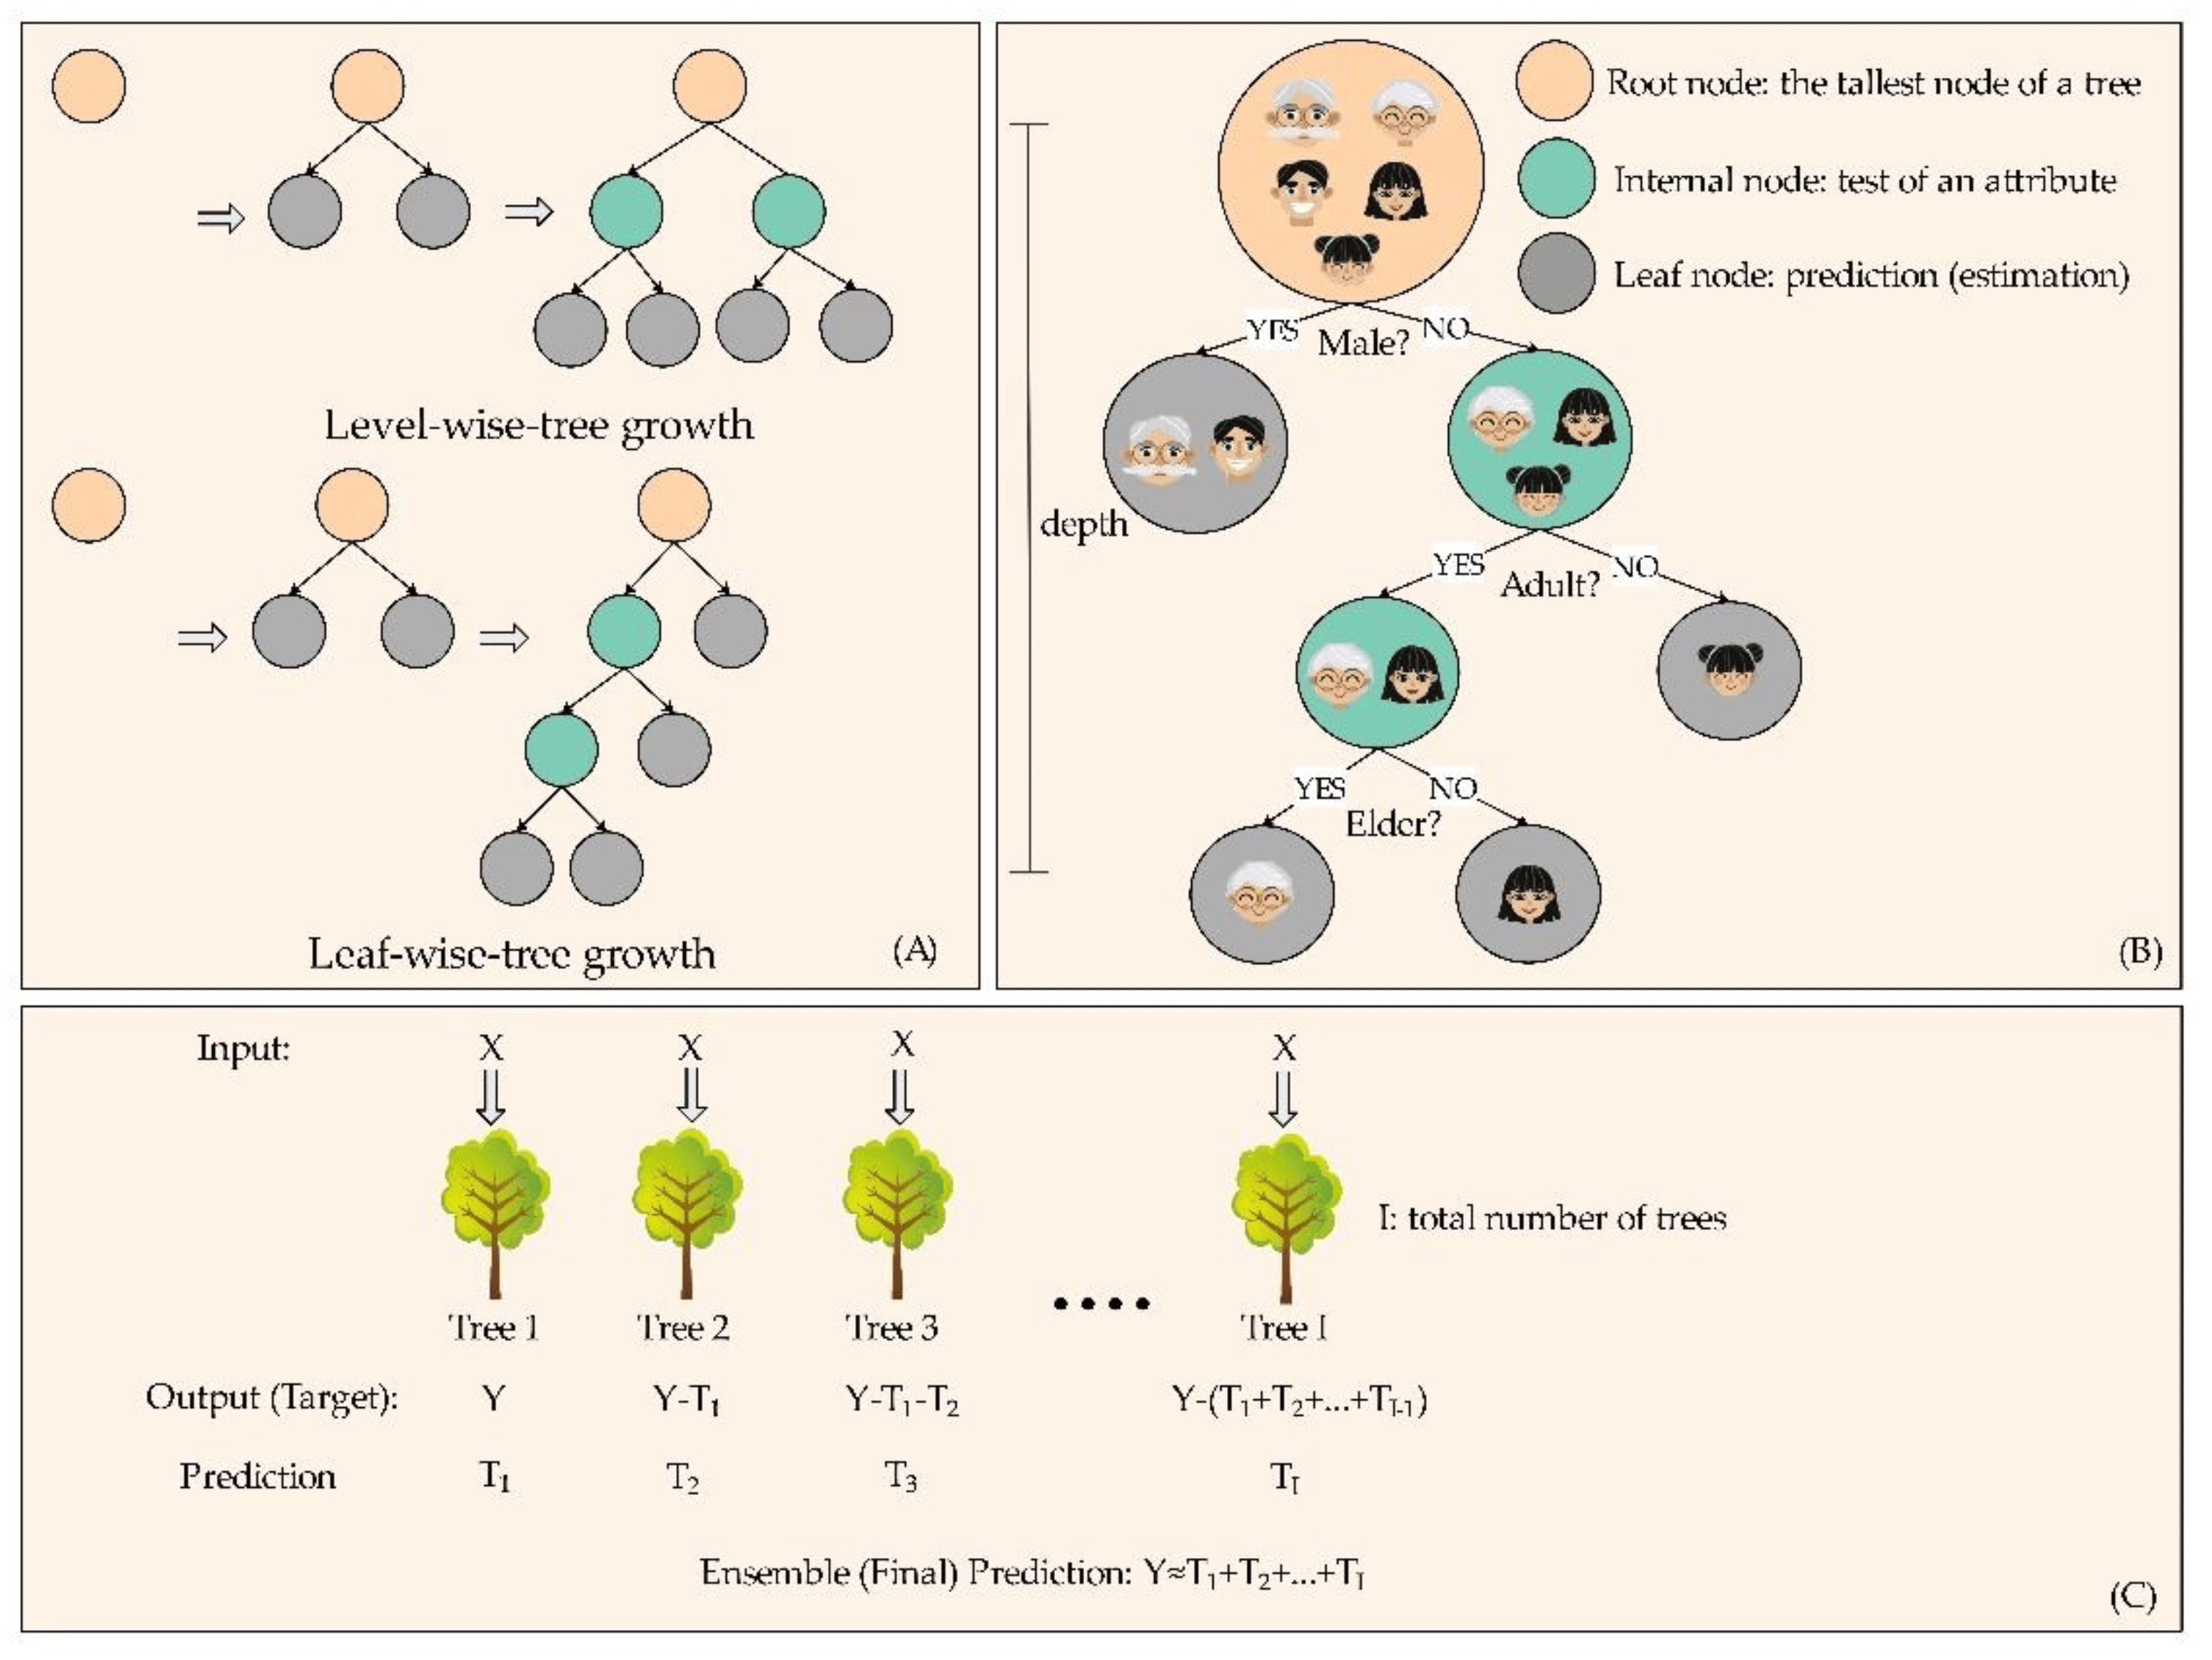 Level-wise-tree growth
Leaf-wise-tree growth
(A)
Root node: the tallest node of a tree
Internal node: test of an attribute
Leaf node: prediction (estimation)
YES Male? NO
depth
YES Adult? NO
YES Elder? NO
(B)
Input: X X X X
I: total number of trees
Tree 1 Tree 2 Tree 3 .... Tree I
Output (Target): Y Y-T₁ Y-T₁-T₂ Y-(T₁+T₂+...+T_{I-1})
Prediction T₁ T₂ T₃ T_I
Ensemble (Final) Prediction: Y≈T₁+T₂+...+T_I
(C)